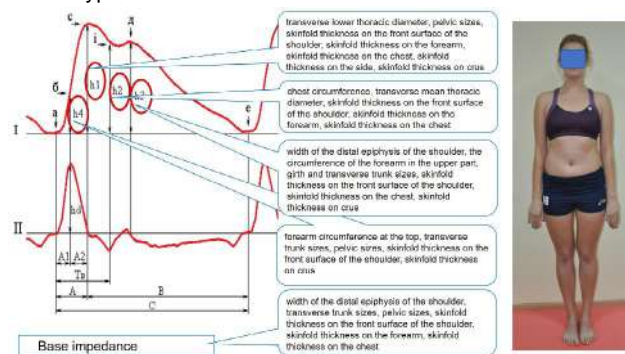 transverse lower thoracic diameter, pelvic sizes,
skinfold thickness on the front surface of the
shoulder, skinfold thickness on the forearm,
skinfold thickness on the chest, skinfold thickness
on the side, skinfold thickness on crus
chest circumference, transverse mean thoracic
diameter, skinfold thickness on the front surface
of the shoulder, skinfold thickness on the
forearm, skinfold thickness on the chest
width of the distal epiphysis of the shoulder, the
circumference of the forearm in the upper part,
girth and transverse trunk sizes, skinfold
thickness on the front surface of the shoulder,
skinfold thickness on the chest, skinfold
thickness on crus
forearm circumference at the top, transverse
trunk sizes, pelvic sizes, skinfold thickness on the
front surface of the shoulder, skinfold thickness
on crus
width of the distal epiphysis of the shoulder,
transverse trunk sizes, pelvic sizes, skinfold
thickness on the front surface of the shoulder,
skinfold thickness on the forearm, skinfold
thickness on the chest
с
i
д
б
а
h1
h2
h3
h4
е
I
II
hd
A1
A2
Тв
A
B
C
Base impedance